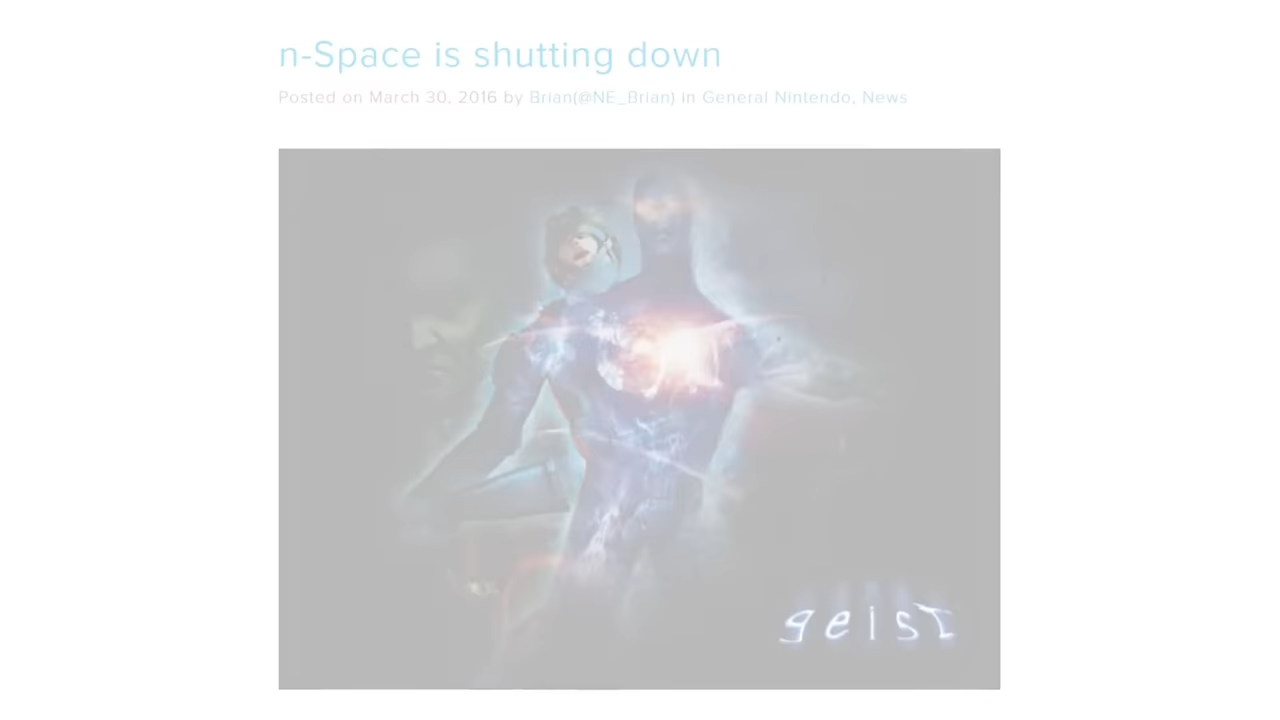 n-Space is shutting down
Posted on March 30, 2016 by Brian(@NE_Brian) in General Nintendo, News
geist